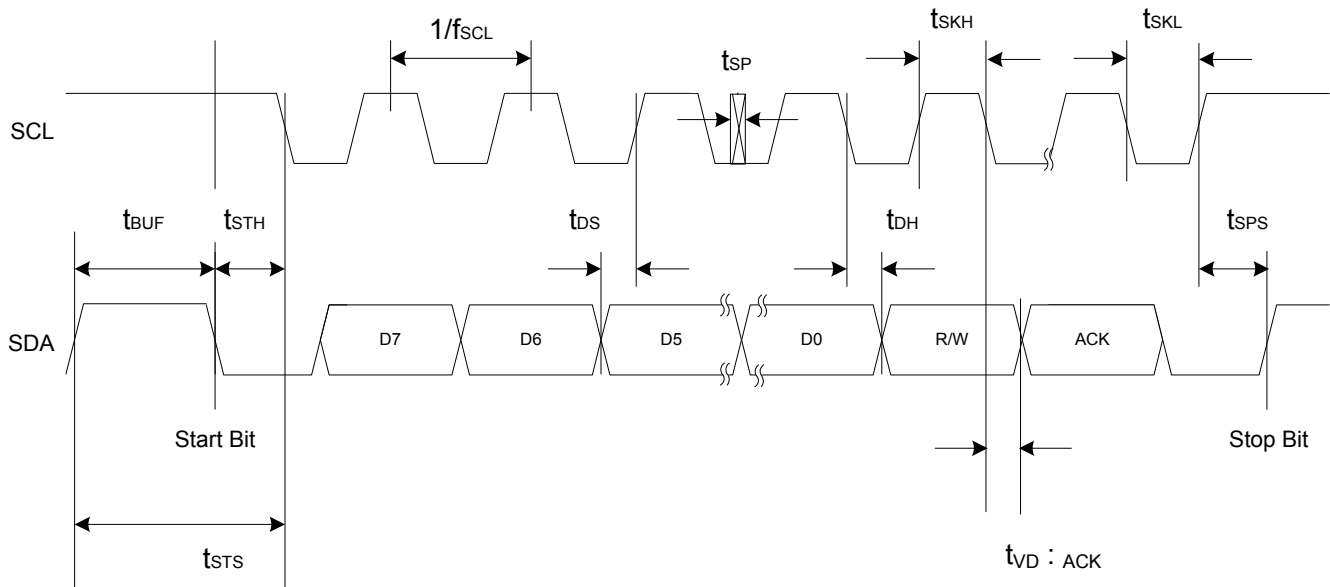 1/fSCL
tSKH
tSKL
tSP
SCL
tBUF
tSTH
tDS
tDH
tSPS
SDA
D7
D6
D5
D0
R/W
ACK
Start Bit
Stop Bit
tSTS
tVD : ACK